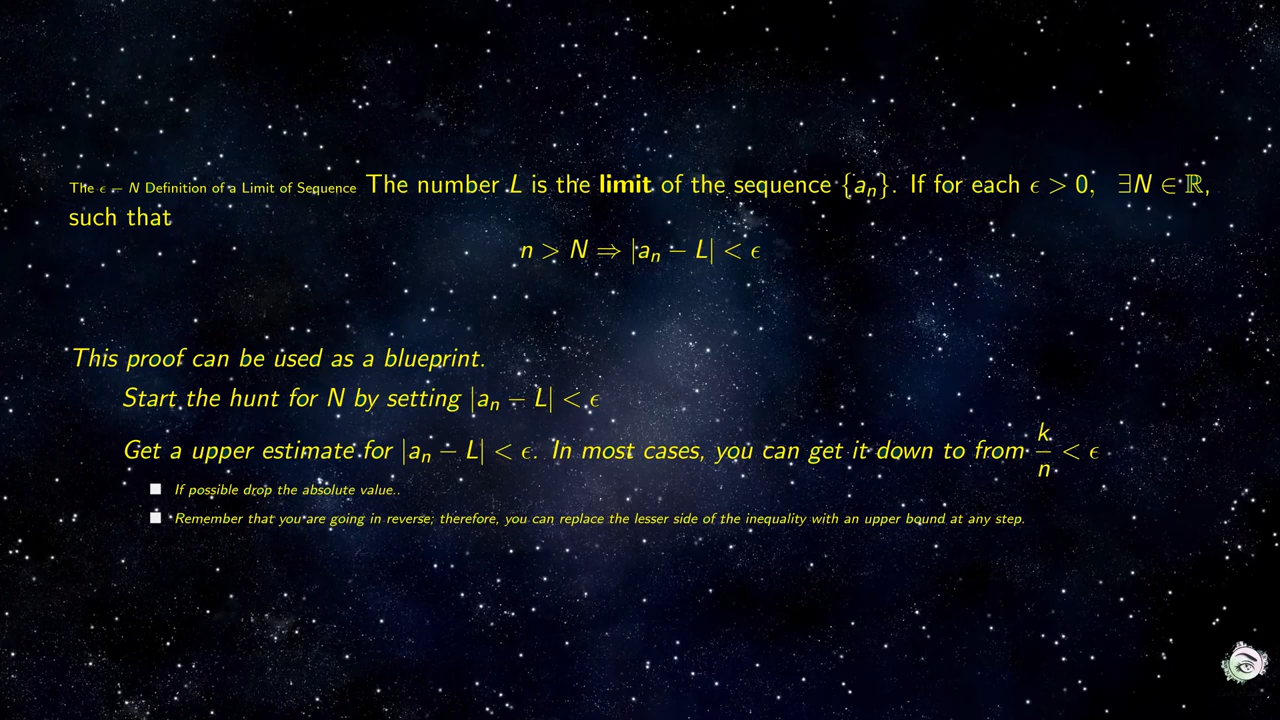 The ϵ − N Definition of a Limit of Sequence The number L is the limit of the sequence {aₙ}. If for each ϵ > 0, ∃N ∈ ℝ,
such that
n > N ⇒ |aₙ − L| < ϵ
This proof can be used as a blueprint.
Start the hunt for N by setting |aₙ − L| < ϵ
Get a upper estimate for |aₙ − L| < ϵ. In most cases, you can get it down to from k/n < ϵ
If possible drop the absolute value..
Remember that you are going in reverse; therefore, you can replace the lesser side of the inequality with an upper bound at any step.